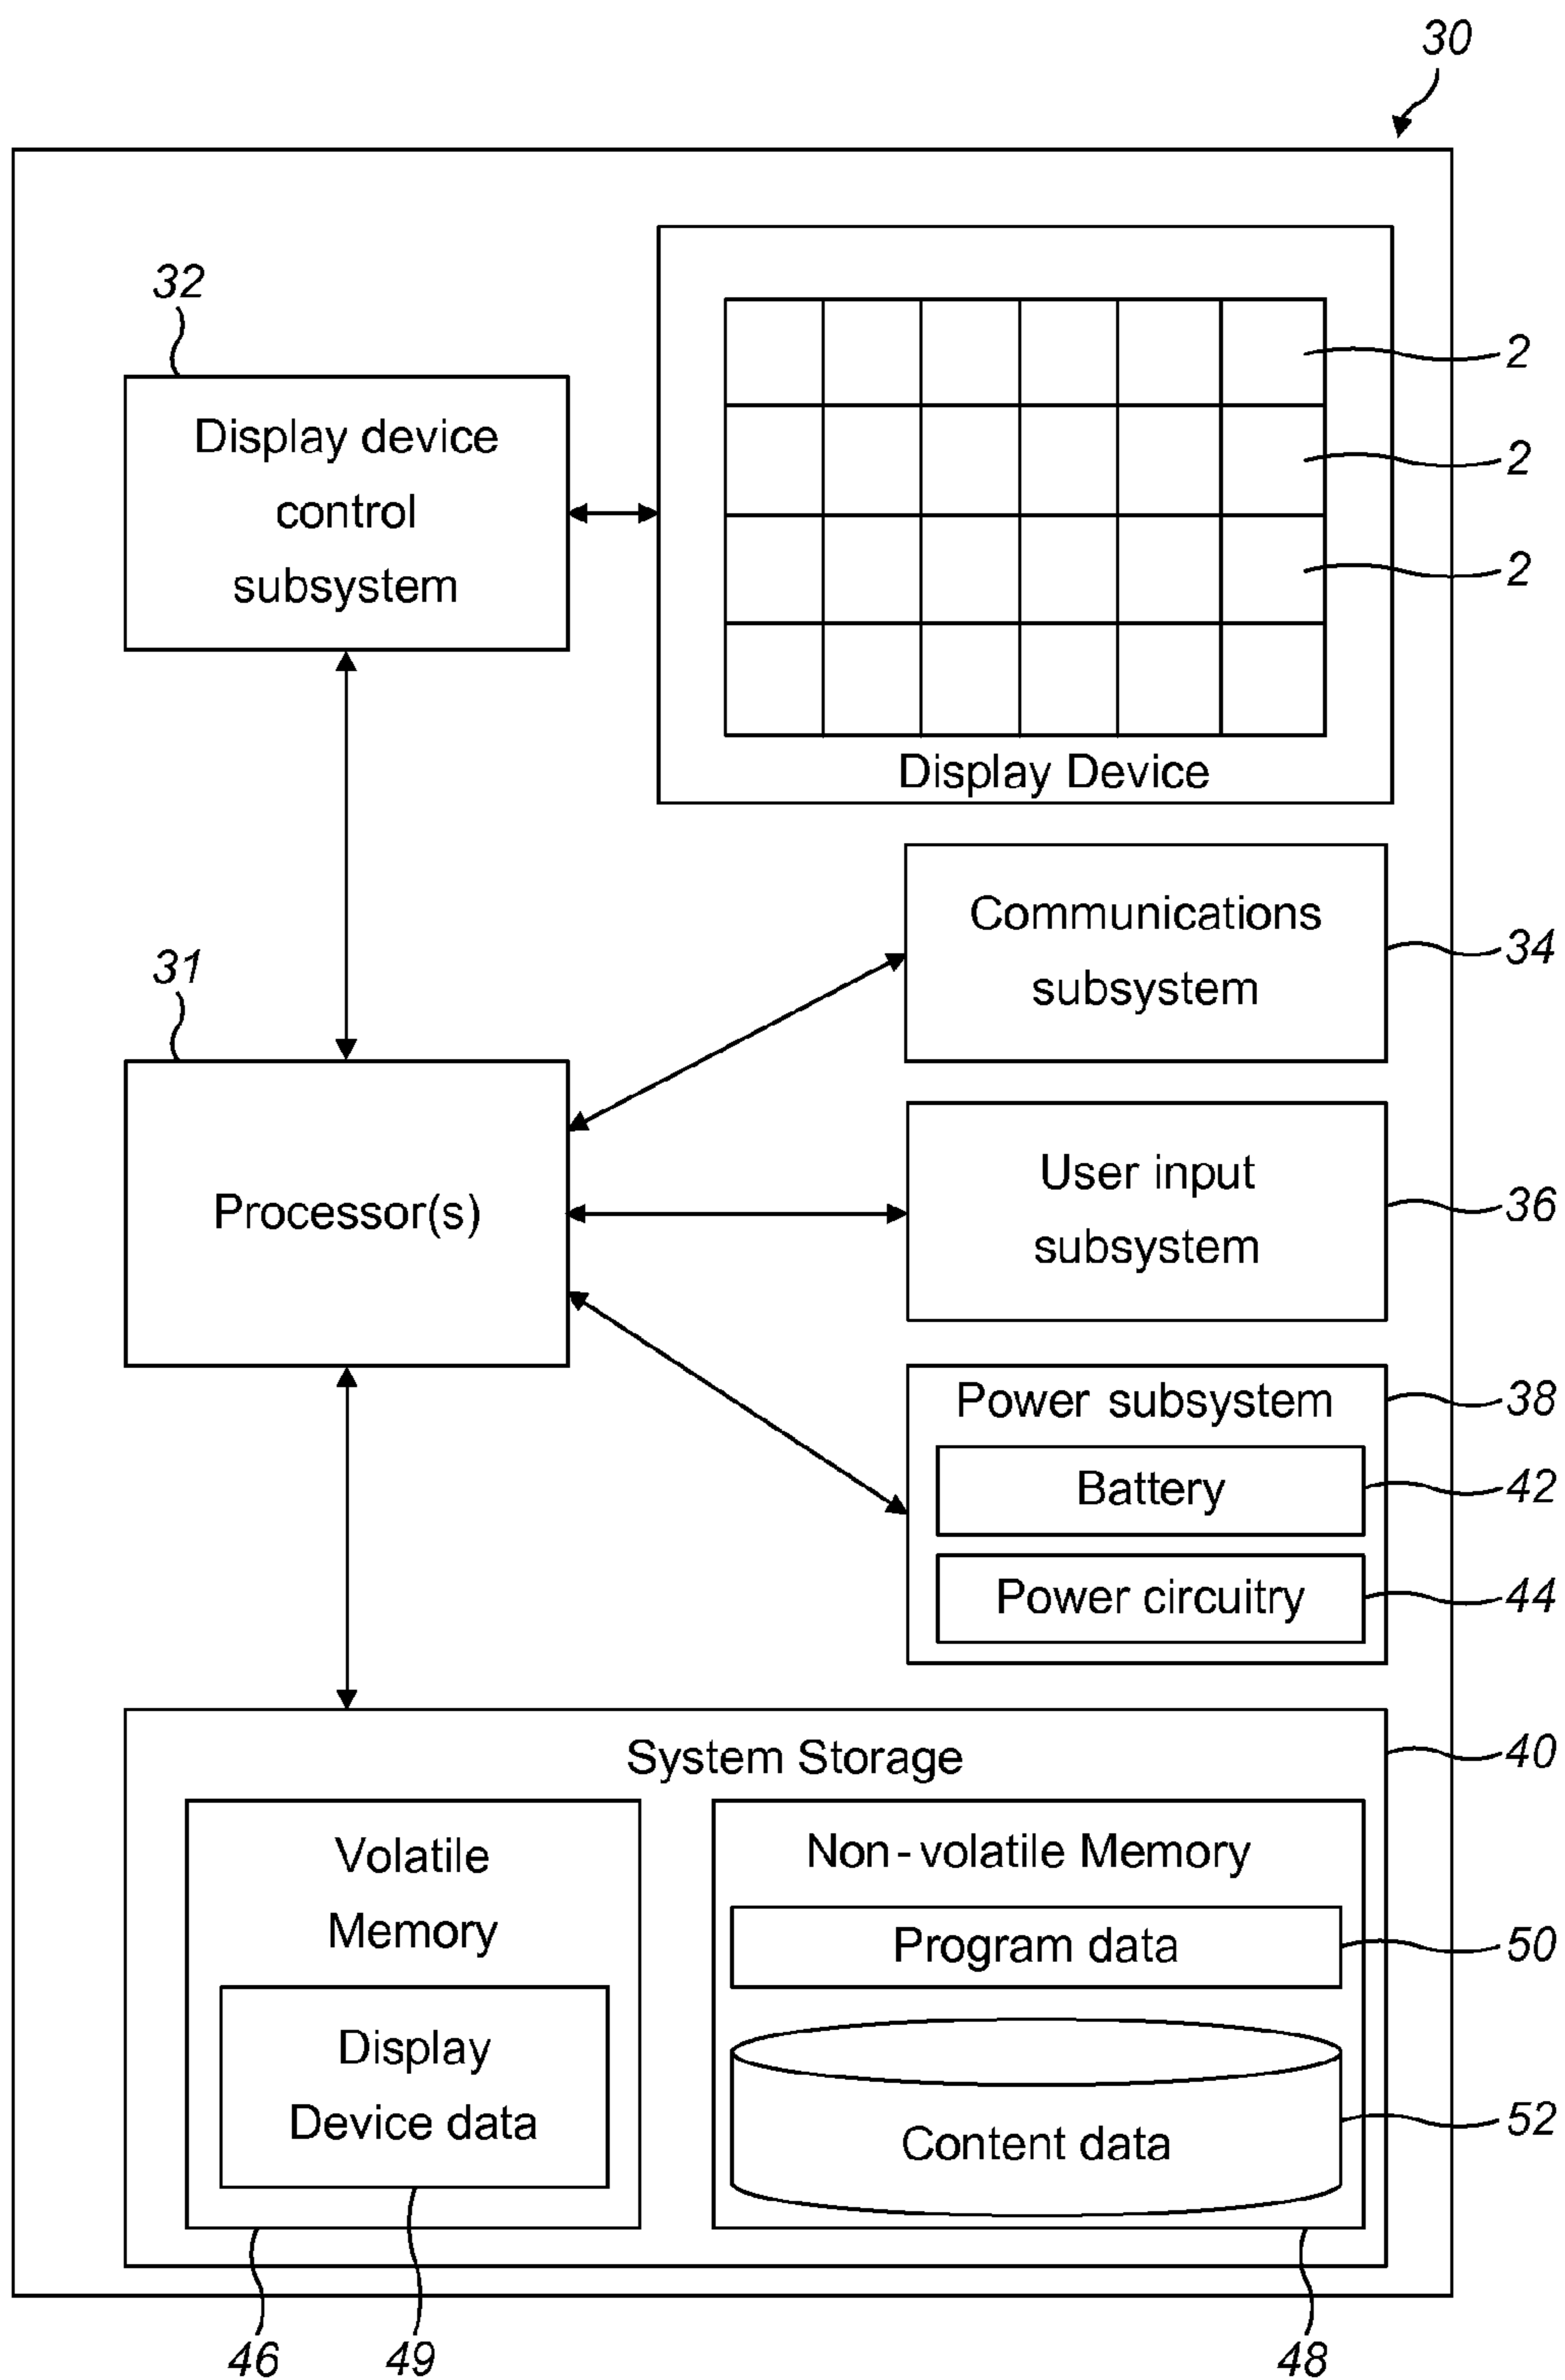 30
32
Display device
control
subsystem
2
2
2
Display Device
Communications
subsystem
34
31
Processor(s)
User input
subsystem
36
Power subsystem
38
Battery
42
Power circuitry
44
System Storage
40
Volatile
Memory
Non-volatile Memory
Program data
50
Display
Device data
Content data
52
46
49
48